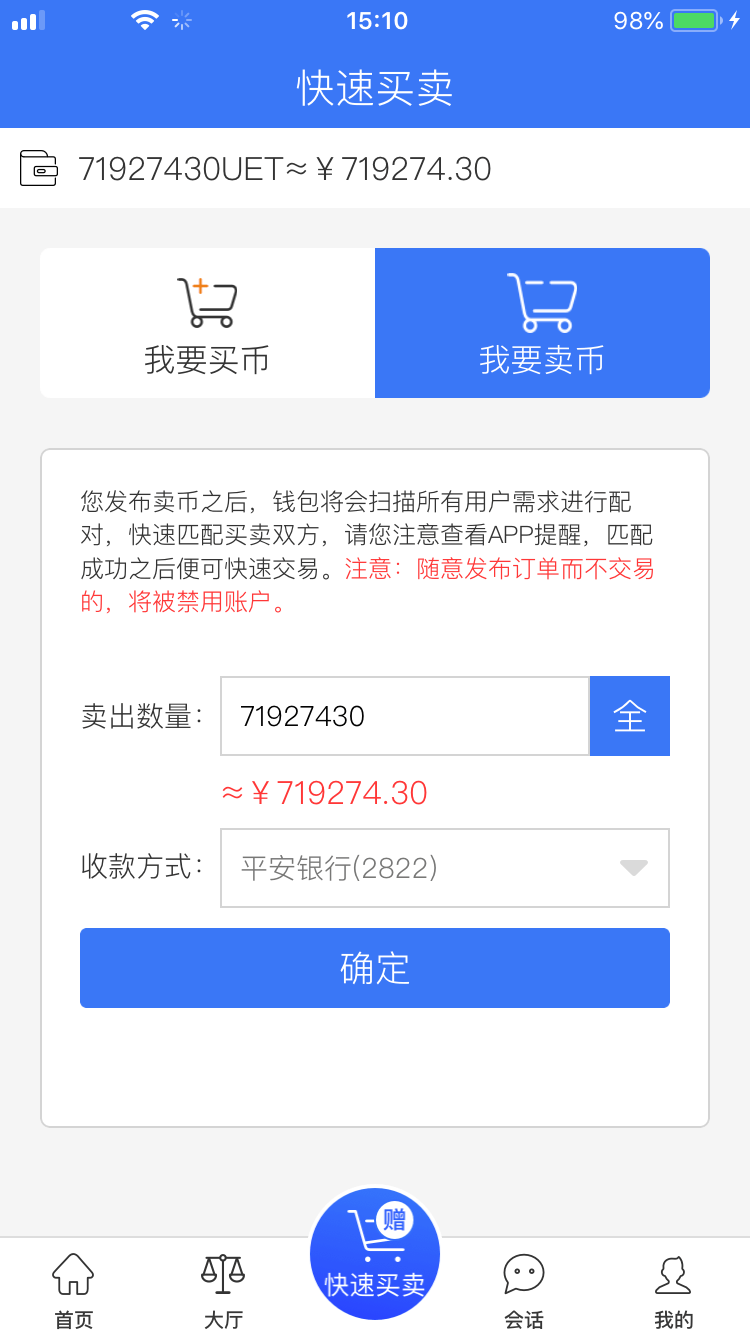 15:10
98%
快速买卖
71927430UET≈￥719274.30
我要买币
我要卖币
您发布卖币之后，钱包将会扫描所有用户需求进行配
对，快速匹配买卖双方，请您注意查看APP提醒，匹配
成功之后便可快速交易。注意：随意发布订单而不交易
的，将被禁用账户。
卖出数量：
71927430
全
≈￥719274.30
收款方式：
平安银行(2822)
确定
赠
快速买卖
首页
大厅
会话
我的